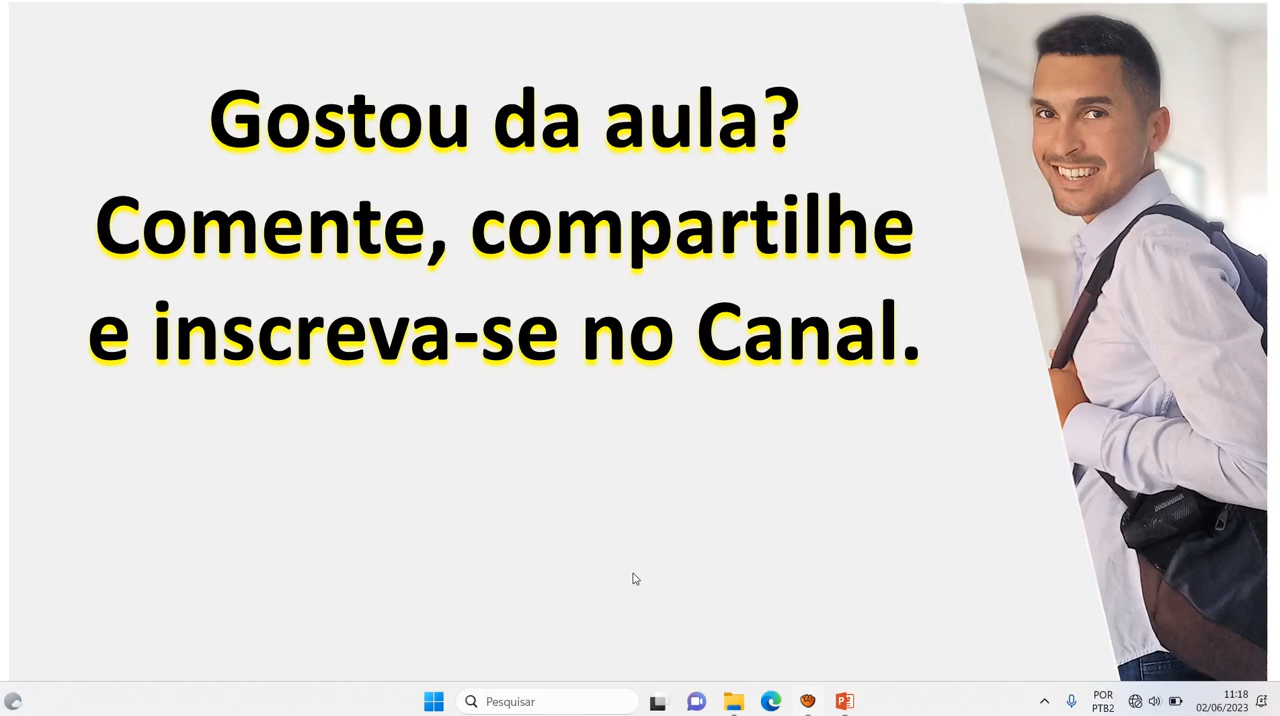 Gostou da aula?
Comente, compartilhe
e inscreva-se no Canal.
Pesquisar
POR
PTB2
11:18
02/06/2023